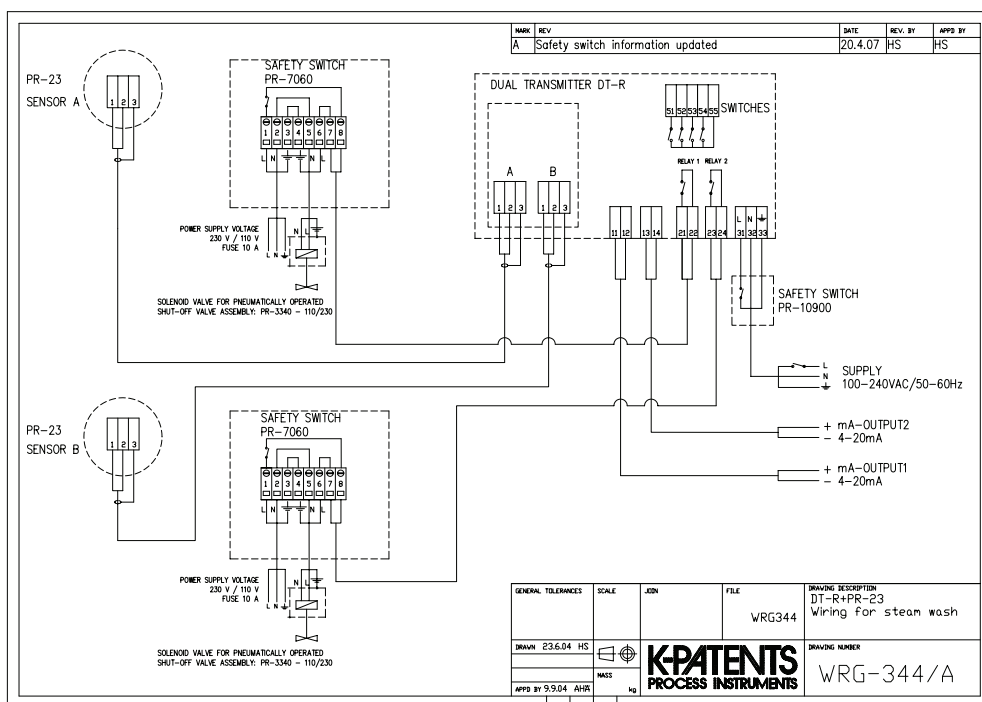 MARK REV DATE REV. BY APPD BY
A Safety switch information updated 20.4.07 HS HS
PR-23
SENSOR A
1 2 3
SAFETY SWITCH
PR-7060
1 2 3 4 5 6 7 8
L N N L
POWER SUPPLY VOLTAGE
230 V / 110 V
FUSE 10 A
N L
L N
SOLENOID VALVE FOR PNEUMATICALLY OPERATED
SHUT-OFF VALVE ASSEMBLY: PR-3340 - 110/230
DUAL TRANSMITTER DT-R
51 52 53 54 55 SWITCHES
RELAY 1 RELAY 2
A B
1 2 3 1 2 3
11 12 13 14 21 22 23 24 31 32 33
L N
SAFETY SWITCH
PR-10900
L
N
SUPPLY
100-240VAC/50-60Hz
+ mA-OUTPUT2
- 4-20mA
+ mA-OUTPUT1
- 4-20mA
PR-23
SENSOR B
1 2 3
SAFETY SWITCH
PR-7060
1 2 3 4 5 6 7 8
L N N L
POWER SUPPLY VOLTAGE
230 V / 110 V
FUSE 10 A
N L
L N
SOLENOID VALVE FOR PNEUMATICALLY OPERATED
SHUT-OFF VALVE ASSEMBLY: PR-3340 - 110/230
GENERAL TOLERANCES SCALE JOIN FILE DRAWING DESCRIPTION
WRG344
DT-R+PR-23
Wiring for steam wash
DRAWN 23.6.04 HS
MASS
kg
APPD BY 9.9.04 AHÄ
K-PATENTS
PROCESS INSTRUMENTS
DRAWING NUMBER
WRG-344/A